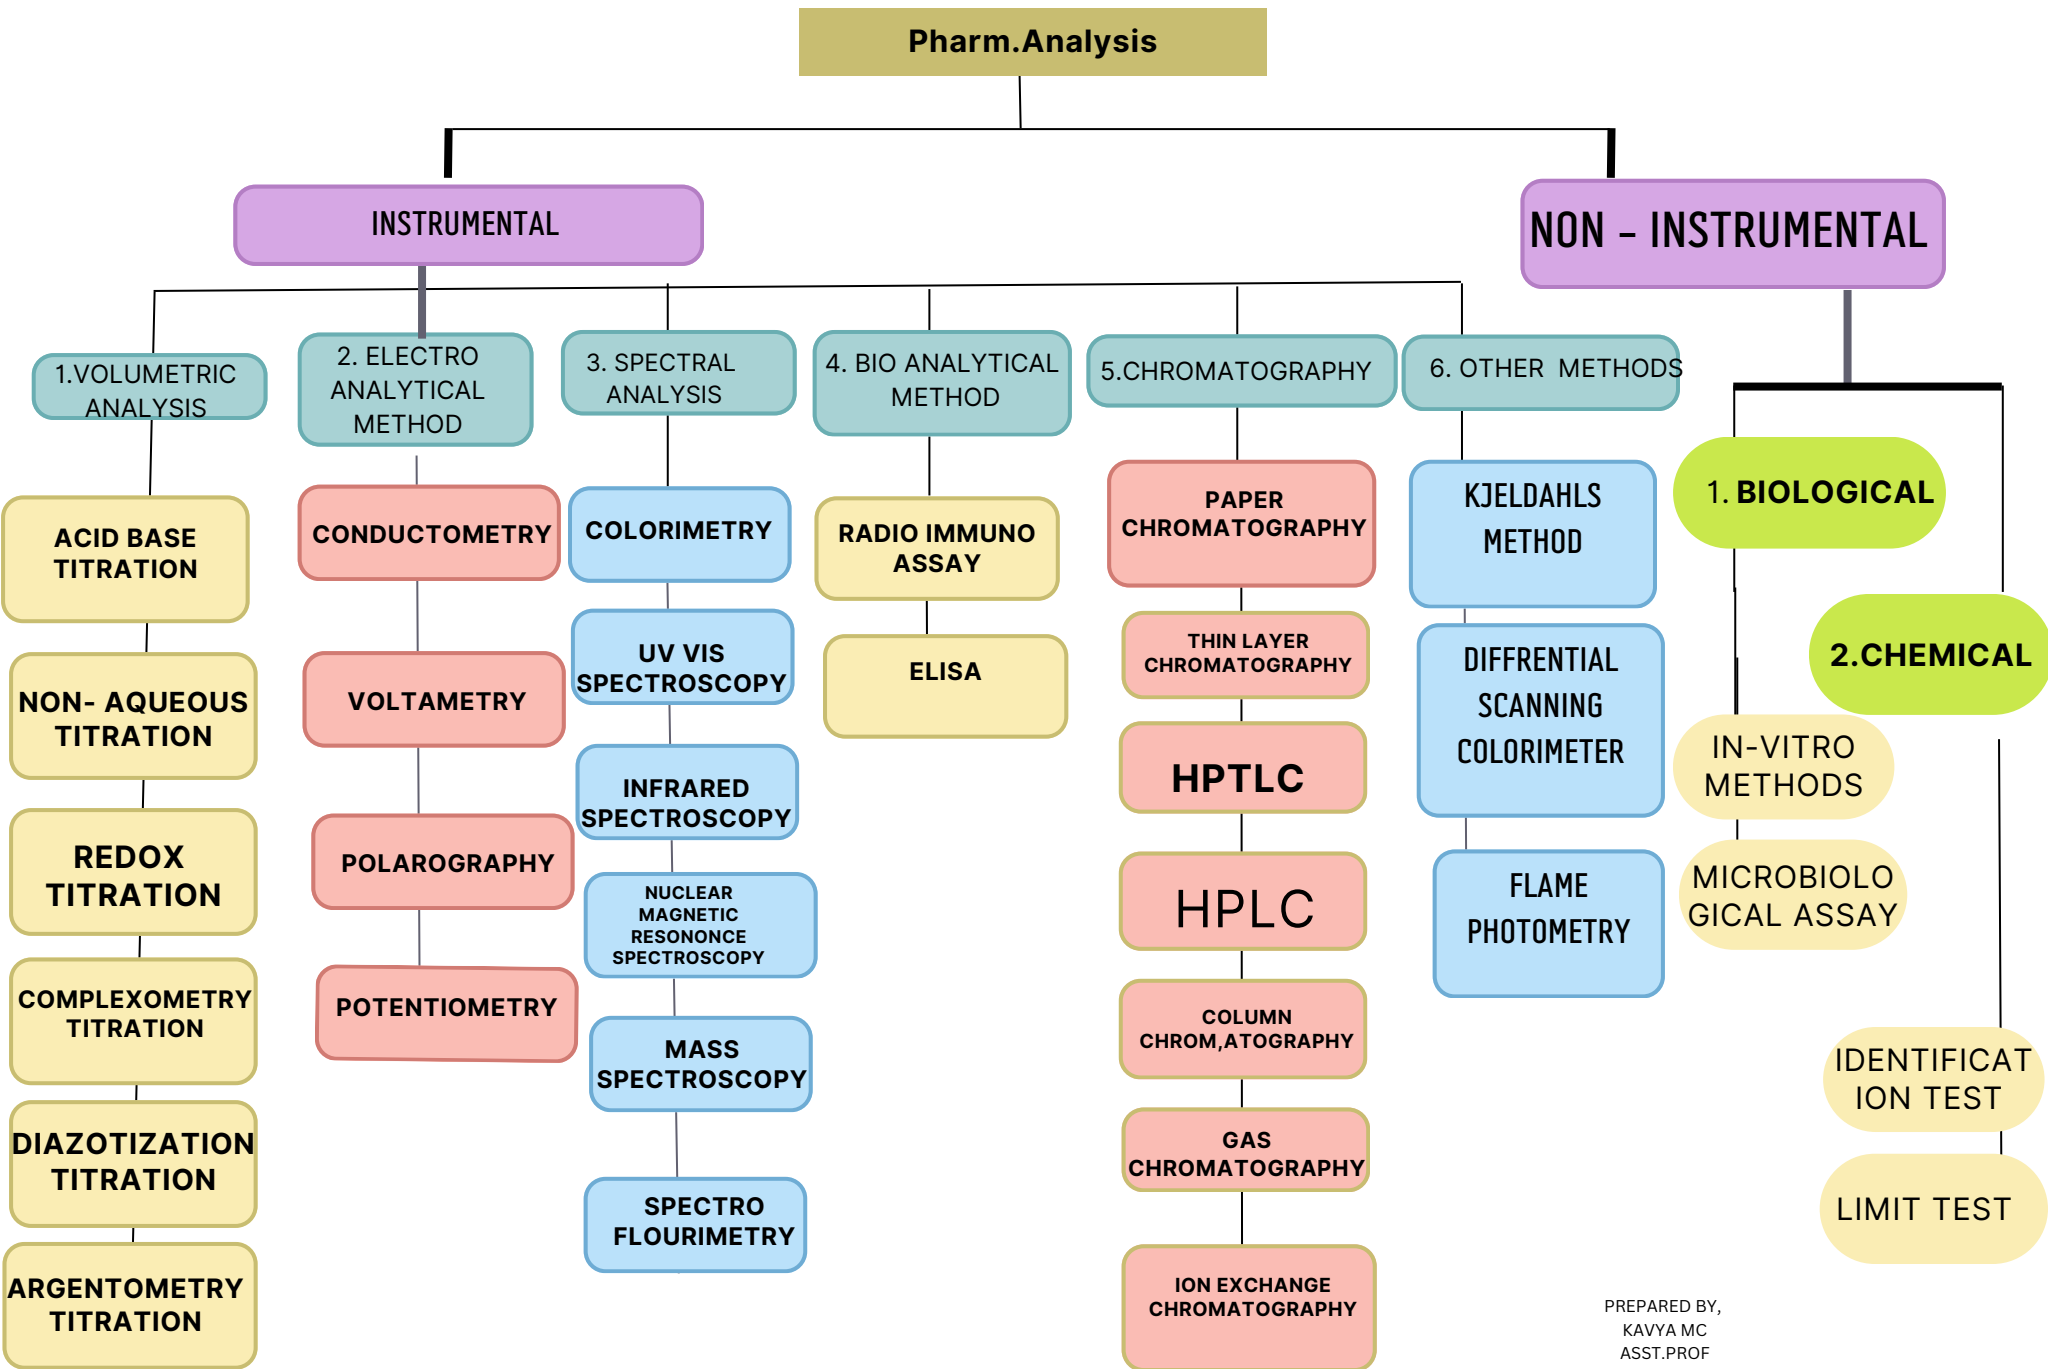 Pharm.Analysis
INSTRUMENTAL
NON - INSTRUMENTAL
1.VOLUMETRIC
ANALYSIS
ACID BASE
TITRATION
NON- AQUEOUS
TITRATION
REDOX
TITRATION
COMPLEXOMETRY
TITRATION
DIAZOTIZATION
TITRATION
ARGENTOMETRY
TITRATION
2. ELECTRO
ANALYTICAL
METHOD
CONDUCTOMETRY
VOLTAMETRY
POLAROGRAPHY
POTENTIOMETRY
3. SPECTRAL
ANALYSIS
COLORIMETRY
UV VIS
SPECTROSCOPY
INFRARED
SPECTROSCOPY
NUCLEAR
MAGNETIC
RESONONCE
SPECTROSCOPY
MASS
SPECTROSCOPY
SPECTRO
FLOURIMETRY
4. BIO ANALYTICAL
METHOD
RADIO IMMUNO
ASSAY
ELISA
5.CHROMATOGRAPHY
PAPER
CHROMATOGRAPHY
THIN LAYER
CHROMATOGRAPHY
HPTLC
HPLC
COLUMN
CHROM,ATOGRAPHY
GAS
CHROMATOGRAPHY
ION EXCHANGE
CHROMATOGRAPHY
6. OTHER METHODS
KJELDAHLS
METHOD
DIFFRENTIAL
SCANNING
COLORIMETER
FLAME
PHOTOMETRY
1. BIOLOGICAL
IN-VITRO
METHODS
MICROBIOLO
GICAL ASSAY
2.CHEMICAL
IDENTIFICAT
ION TEST
LIMIT TEST
PREPARED BY,
KAVYA MC
ASST.PROF